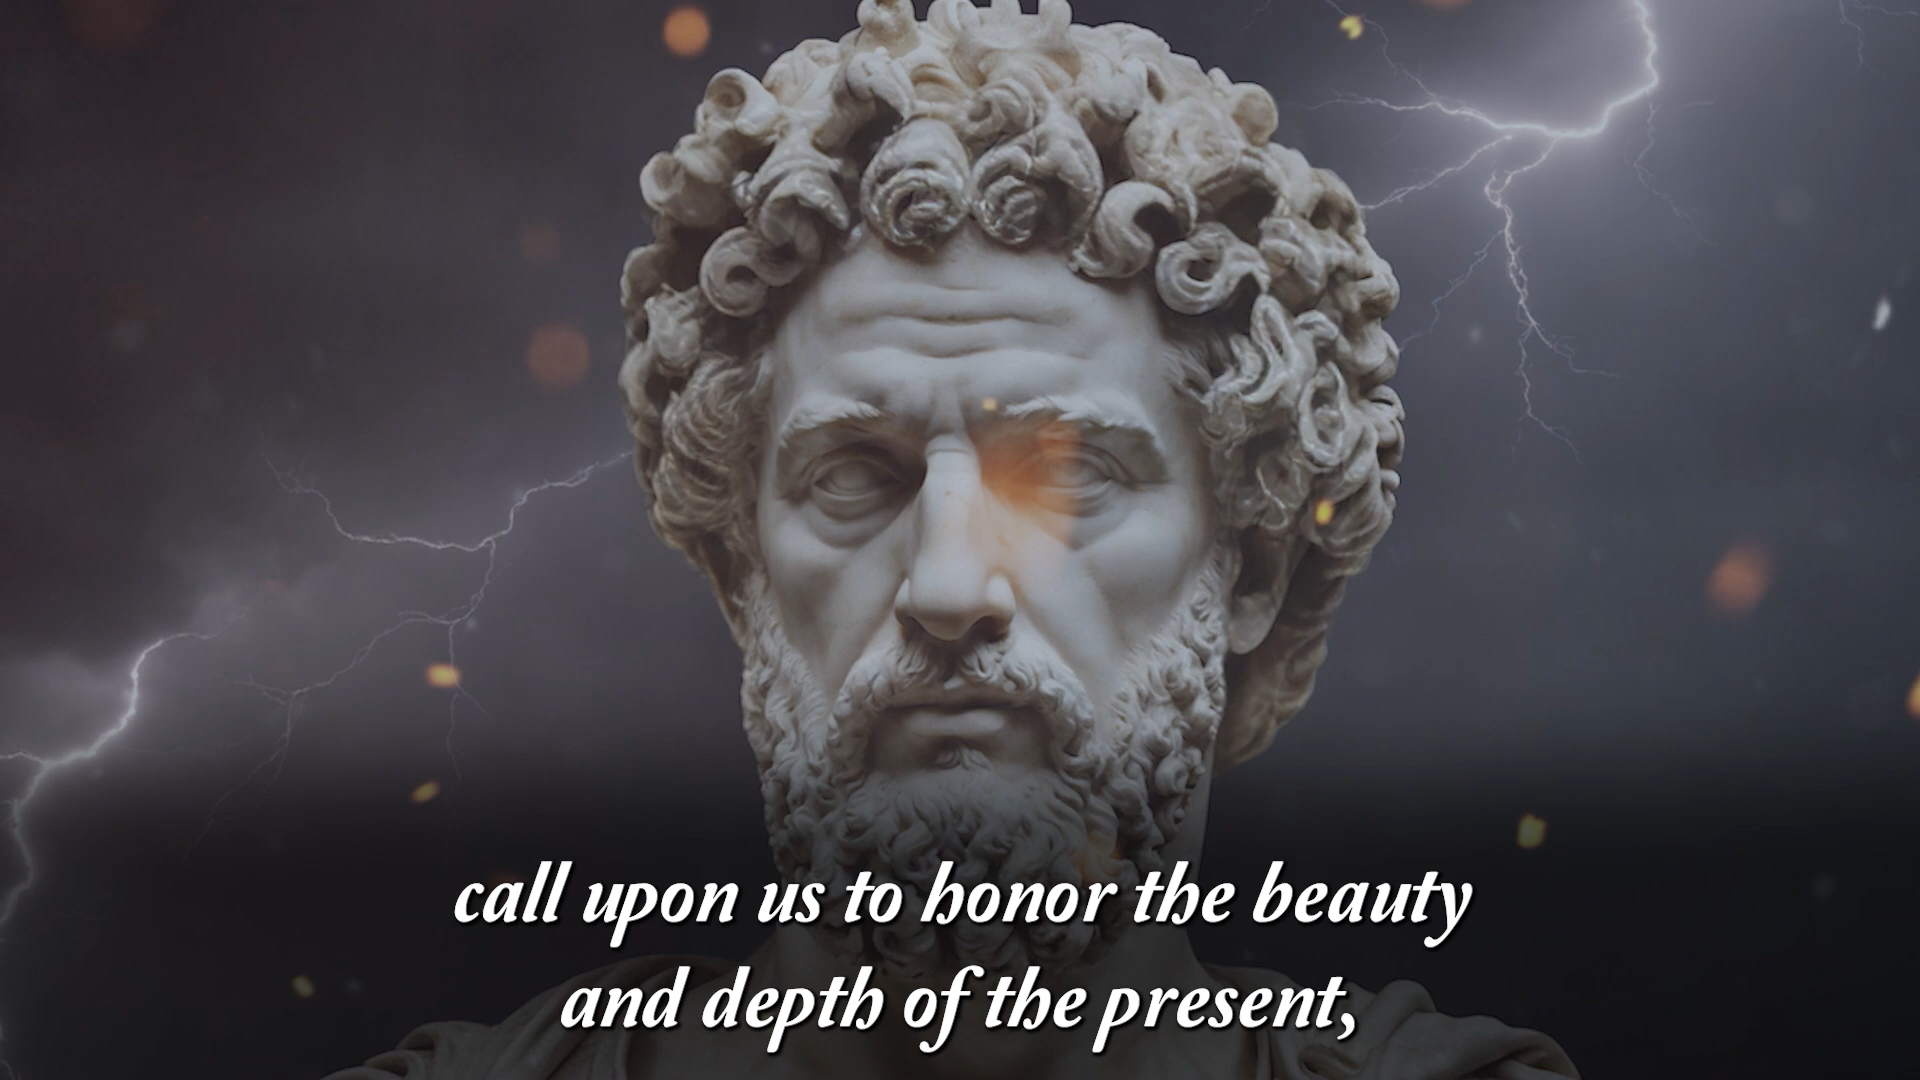 call upon us to honor the beauty
and depth of the present,